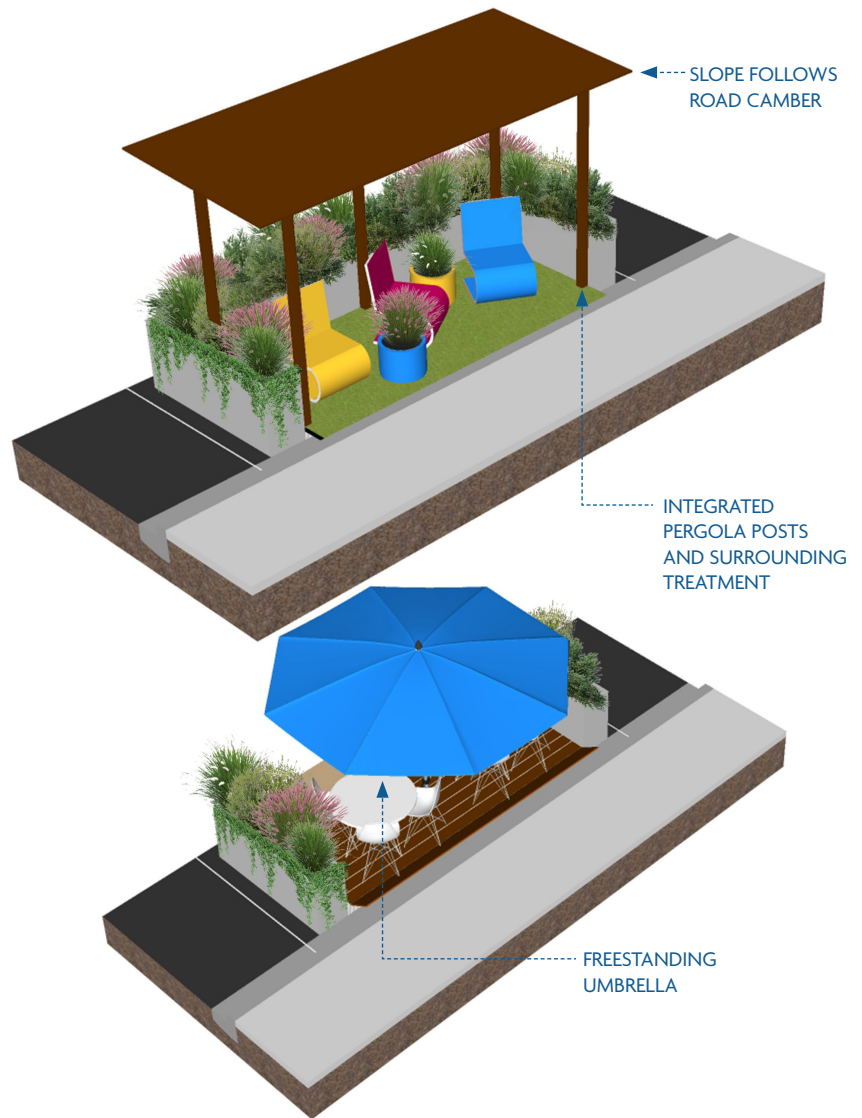 SLOPE FOLLOWS
ROAD CAMBER
INTEGRATED
PERGOLA POSTS
AND SURROUNDING
TREATMENT
FREESTANDING
UMBRELLA